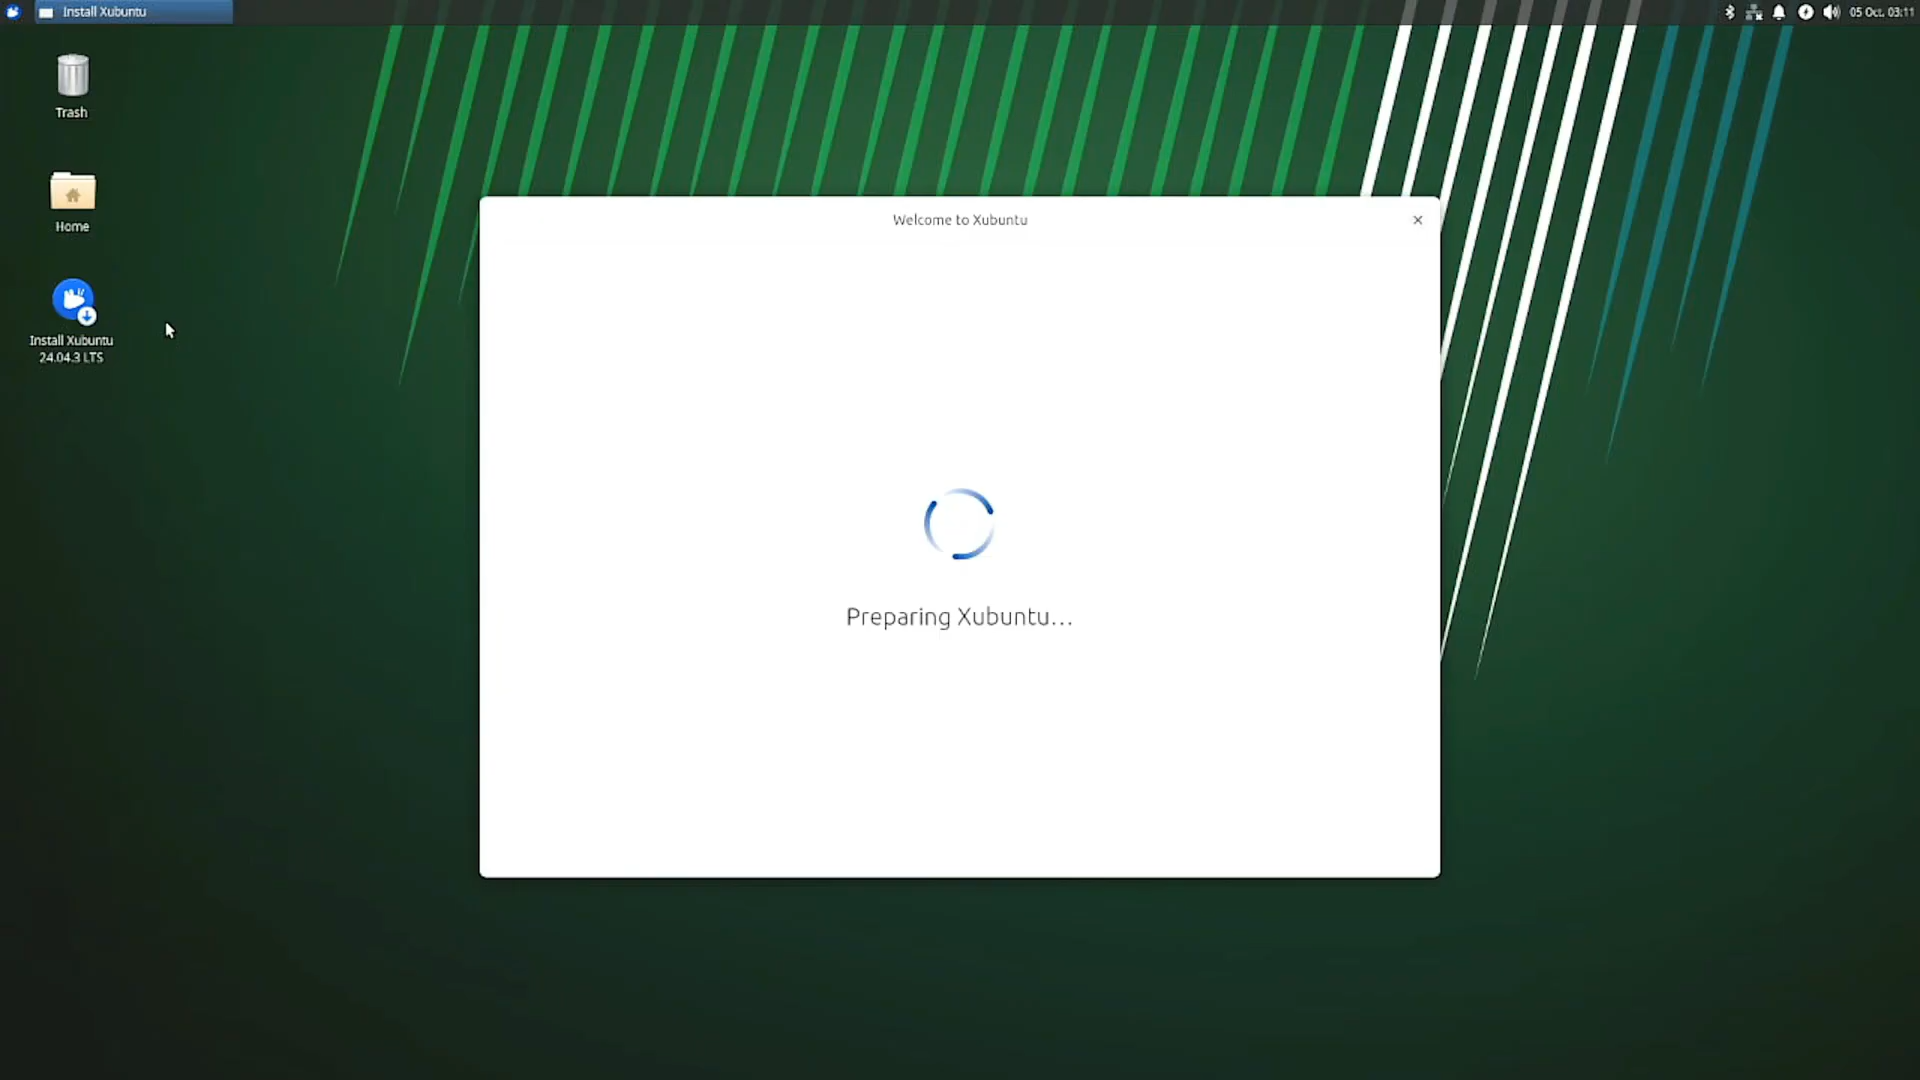 Install Xubuntu
05 Oct, 03:11
Trash
Home
Install Xubuntu
24.04.3 LTS
Welcome to Xubuntu
Preparing Xubuntu...